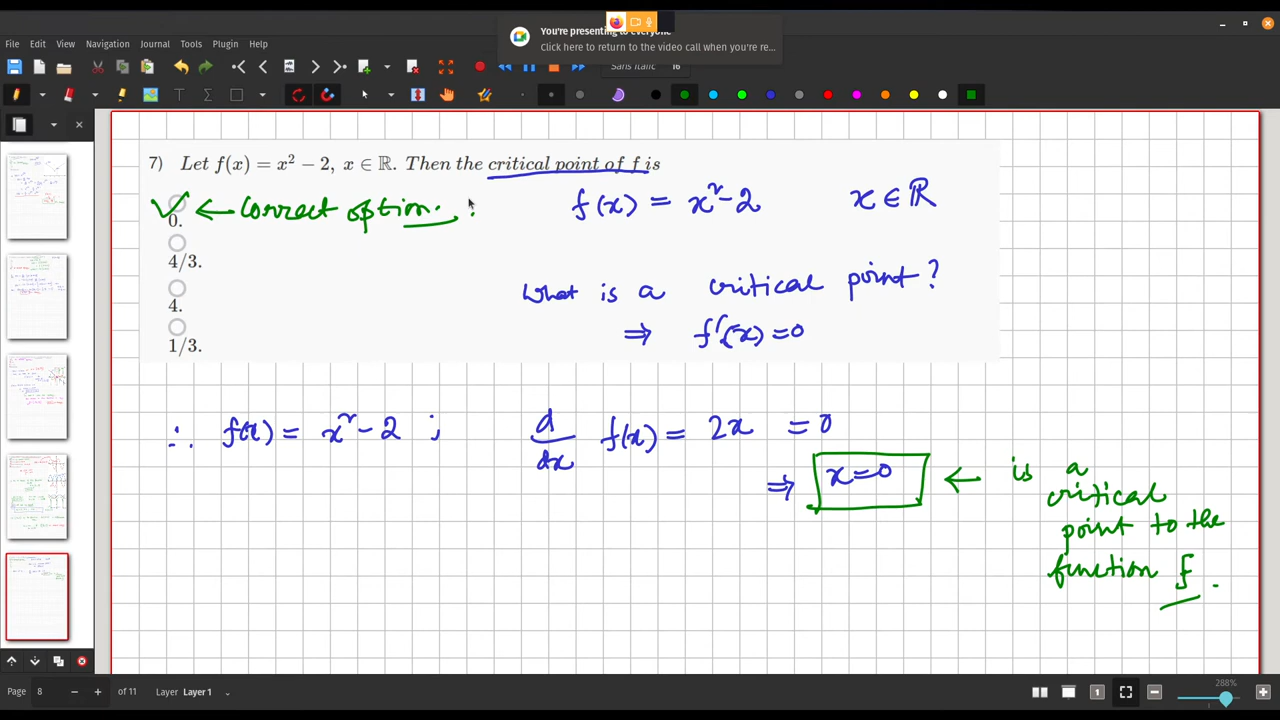 You're presenting to everyone
Click here to return to the video call when you're re...
File Edit View Navigation Journal Tools Plugin Help
Sans Italic 16
7) Let f(x) = x² − 2, x ∈ ℝ. Then the critical point of f is
0.
← correct option.
4/3.
4.
1/3.
f(x) = x² − 2 x ∈ ℝ
What is a critical point?
⇒ f'(x) = 0
∴ f(x) = x² − 2 ; d/dx f(x) = 2x = 0
⇒ x = 0 ← is a
critical
point to the
function f.
Page 8 of 11 Layer Layer 1
288%